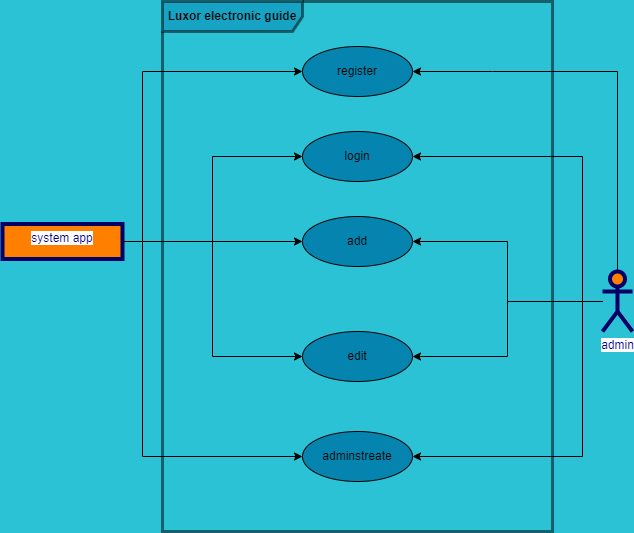 Luxor electronic guide
register
login
system app
add
admin
edit
adminstreate